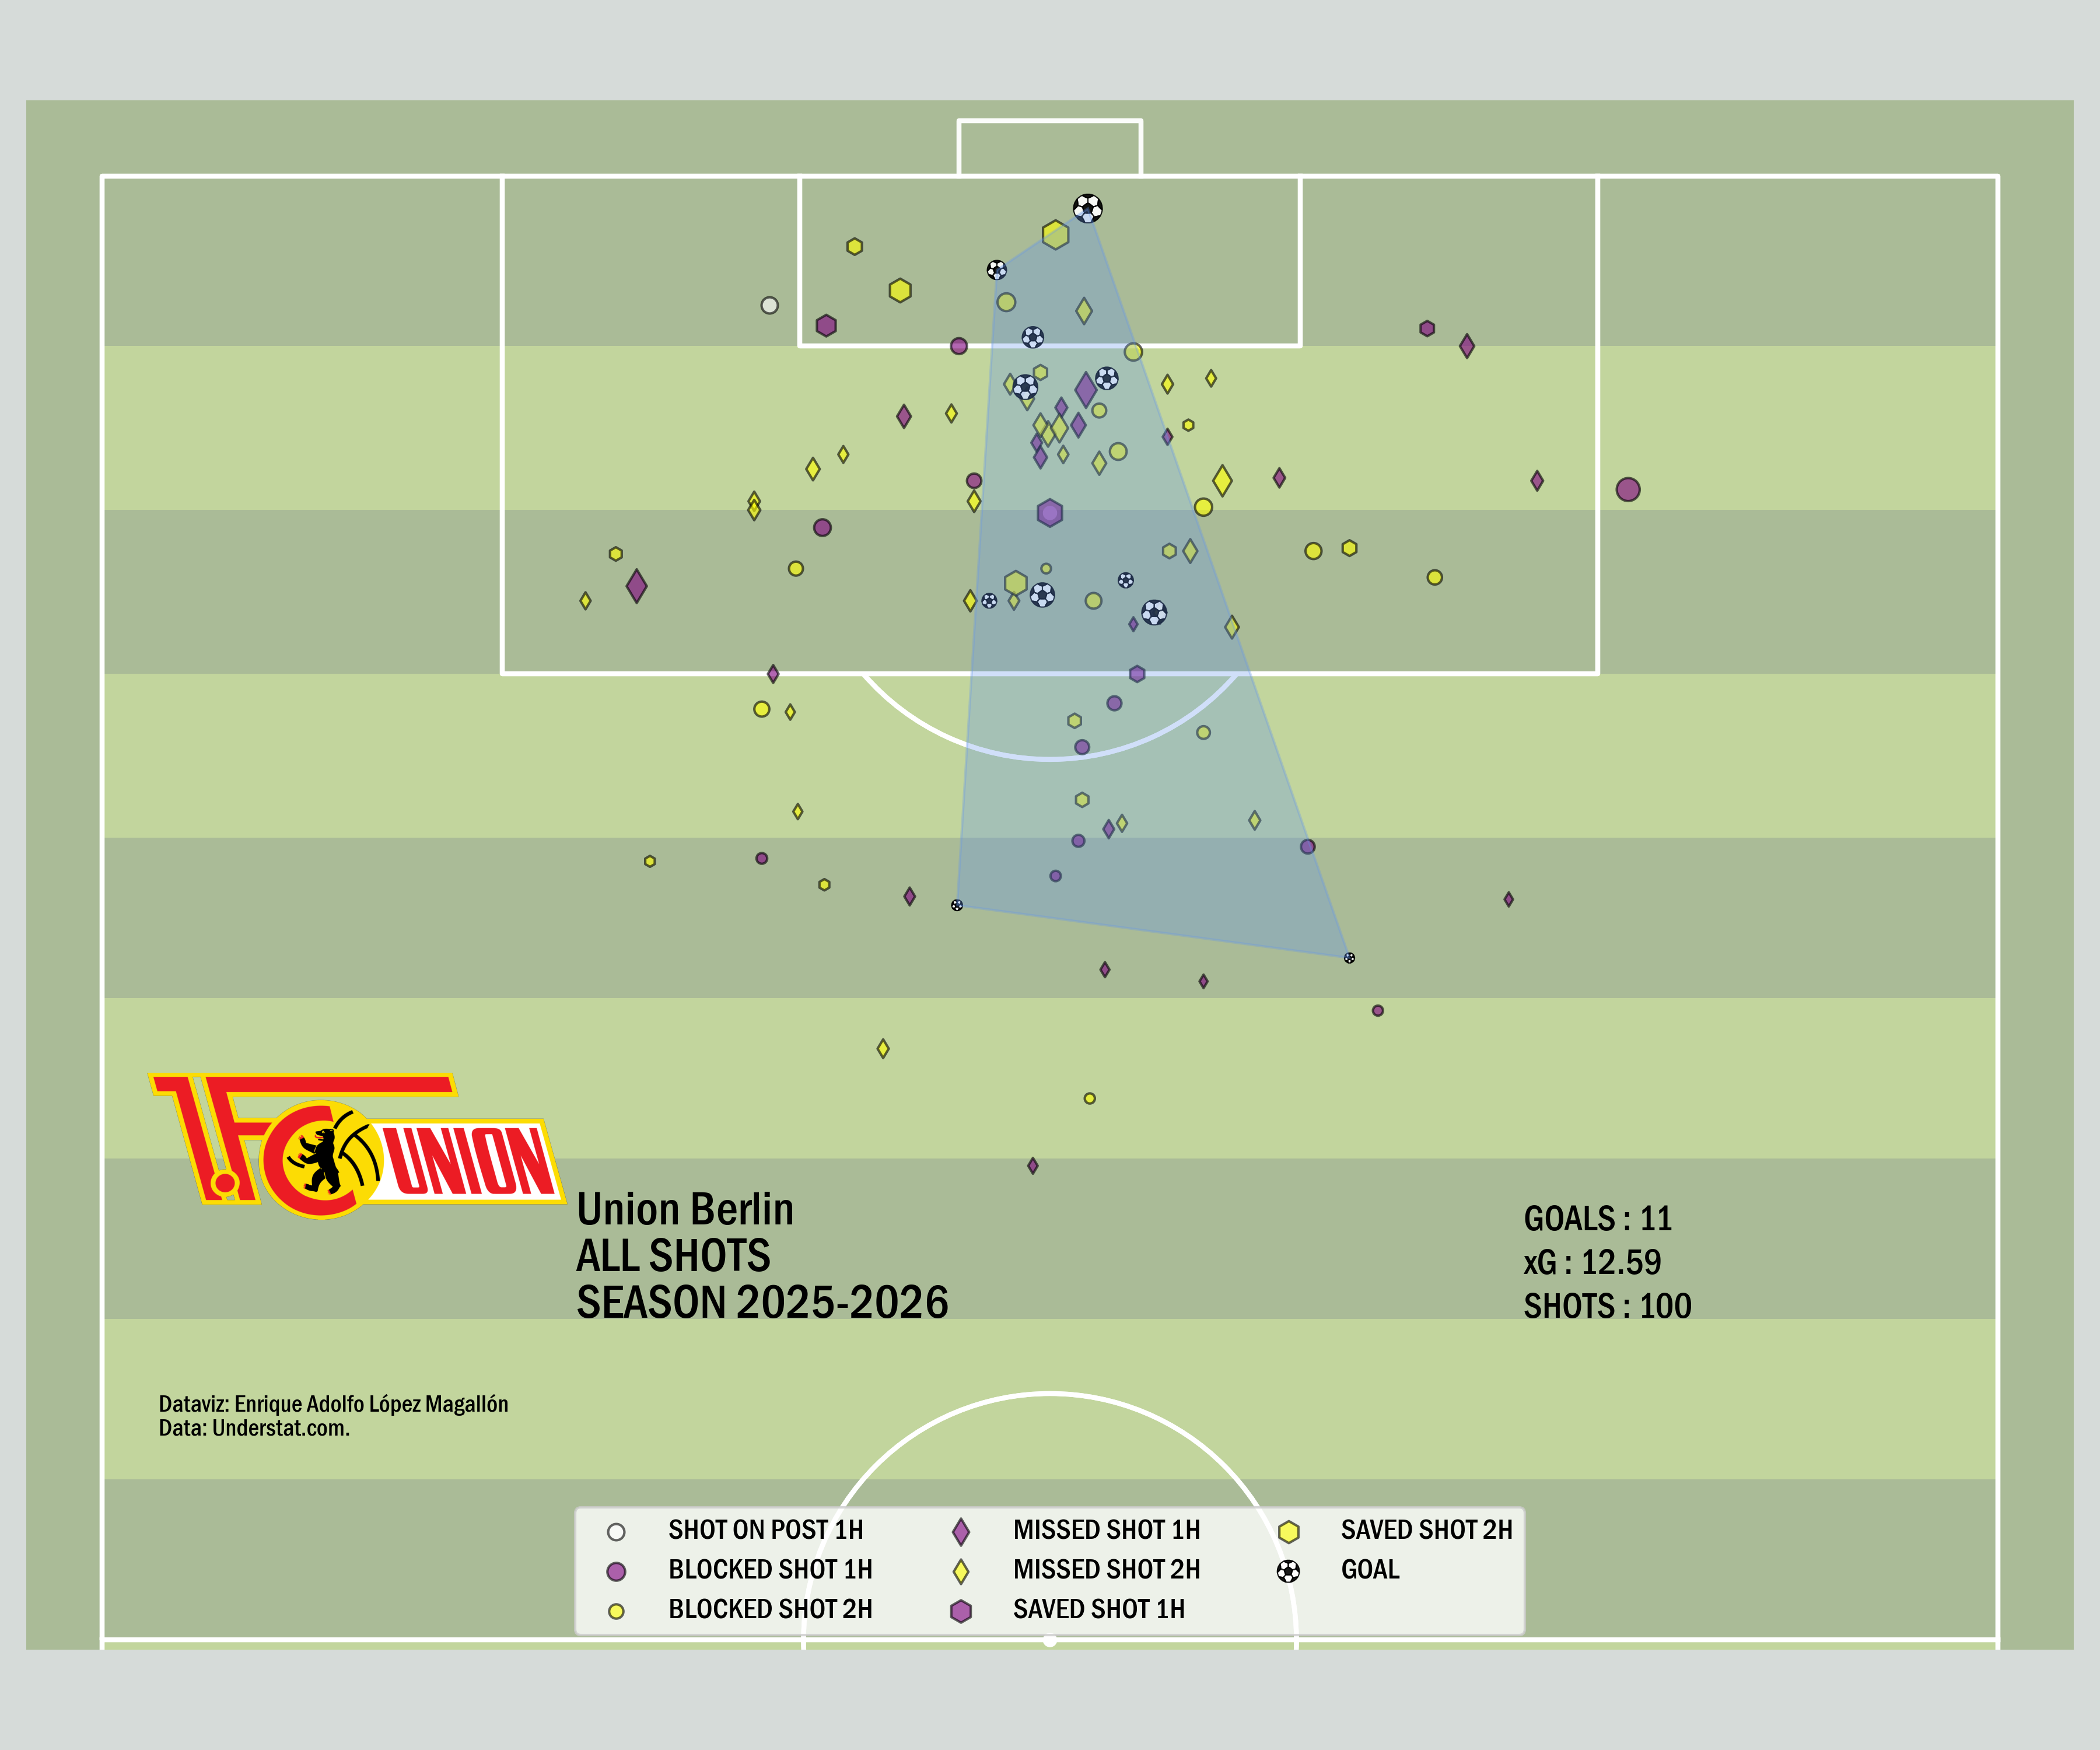 1.FC UNION
Union Berlin
ALL SHOTS
SEASON 2025-2026
GOALS : 11
xG : 12.59
SHOTS : 100
Dataviz: Enrique Adolfo López Magallón
Data: Understat.com.
SHOT ON POST 1H
BLOCKED SHOT 1H
BLOCKED SHOT 2H
MISSED SHOT 1H
MISSED SHOT 2H
SAVED SHOT 1H
SAVED SHOT 2H
GOAL